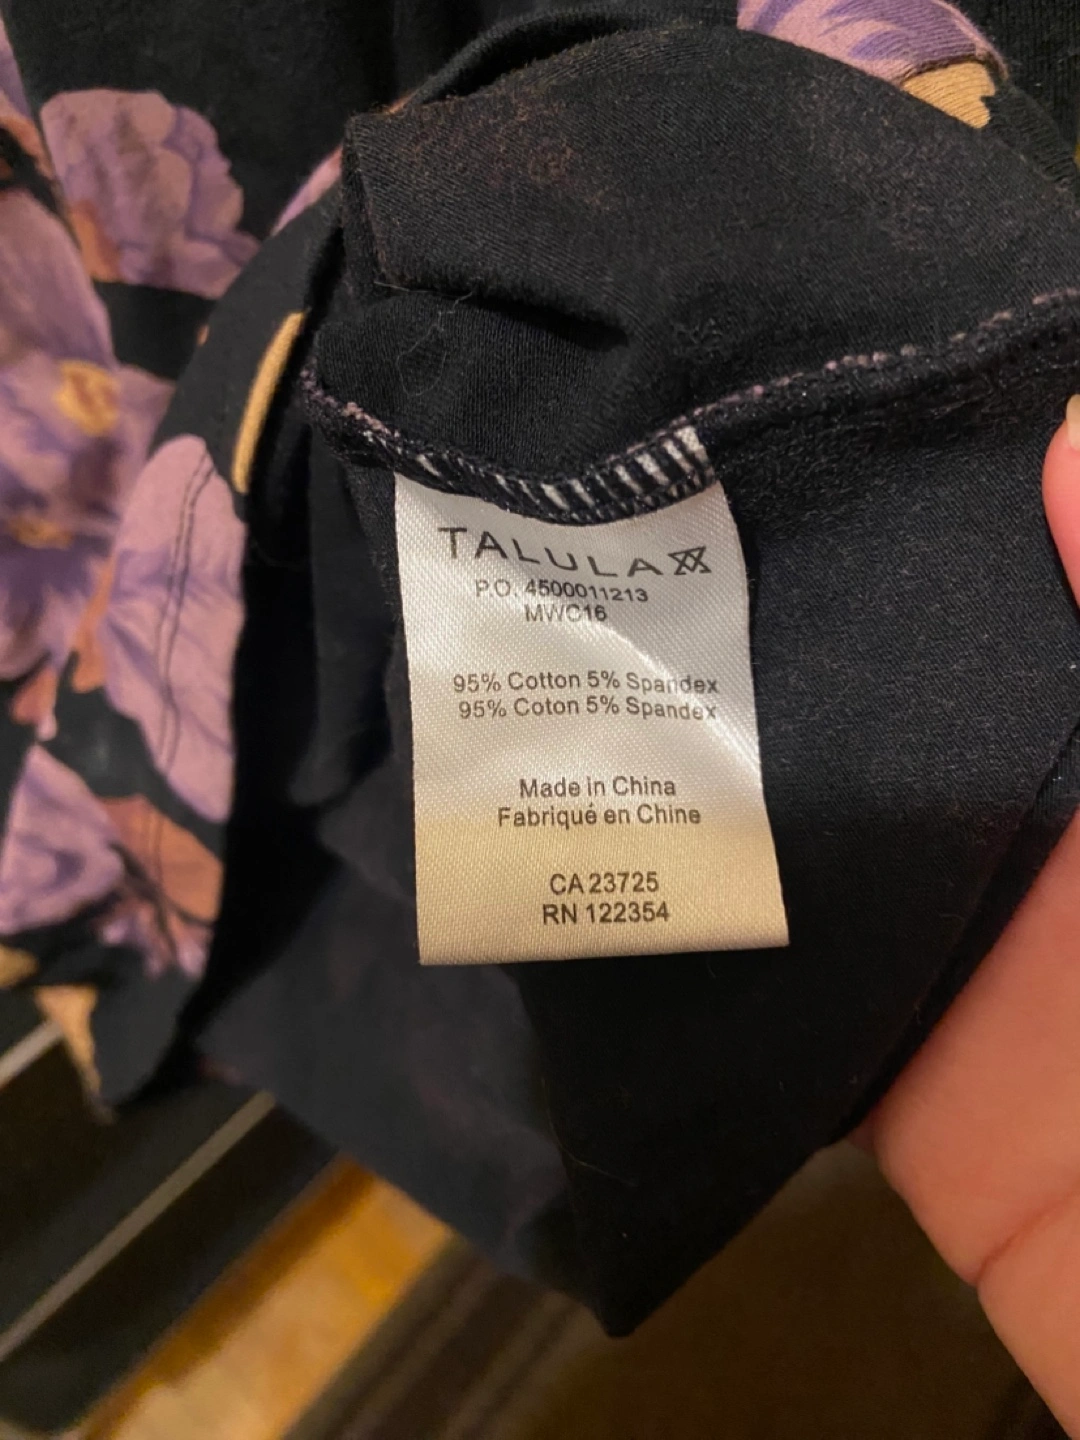 TALULA
P.O. 4500011213
MWC16
95% Cotton 5% Spandex
95% Coton 5% Spandex
Made in China
Fabriqué en Chine
CA 23725
RN 122354